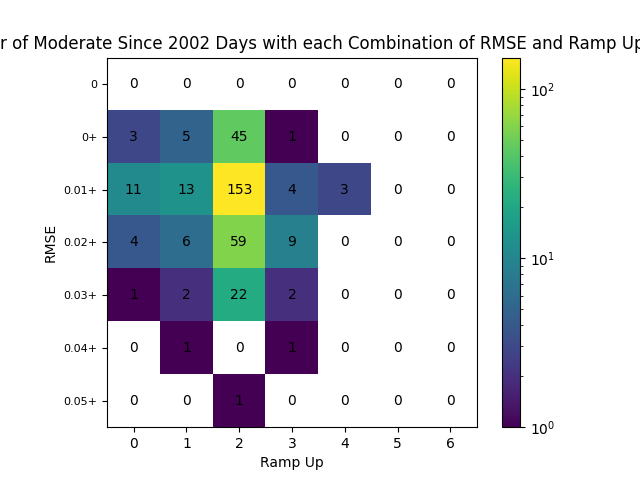 r of Moderate Since 2002 Days with each Combination of RMSE and Ramp Up
0 0 0 0 0 0 0 0
0+ 3 5 45 1 0 0 0
0.01+ 11 13 153 4 3 0 0
0.02+ 4 6 59 9 0 0 0
0.03+ 1 2 22 2 0 0 0
0.04+ 0 1 0 1 0 0 0
0.05+ 0 0 1 0 0 0 0
0 1 2 3 4 5 6
Ramp Up
RMSE
10²
10¹
10⁰